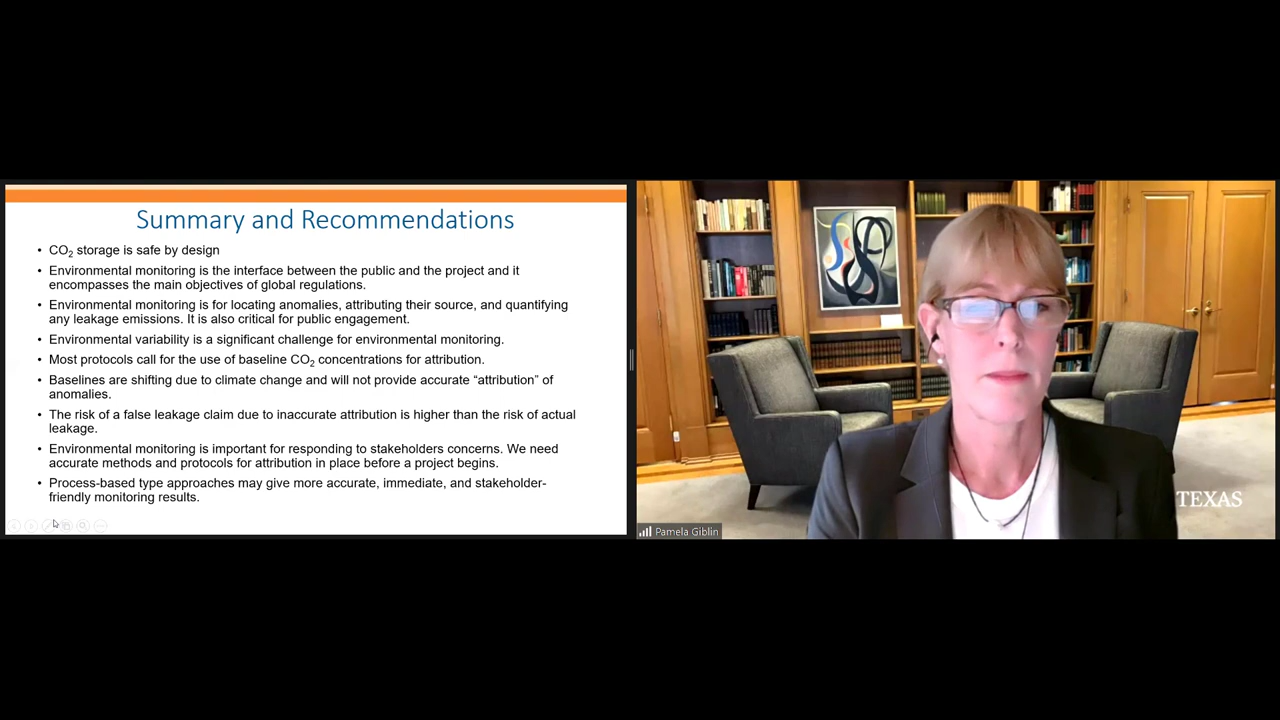 Summary and Recommendations
• CO₂ storage is safe by design
• Environmental monitoring is the interface between the public and the project and it
encompasses the main objectives of global regulations.
• Environmental monitoring is for locating anomalies, attributing their source, and quantifying
any leakage emissions. It is also critical for public engagement.
• Environmental variability is a significant challenge for environmental monitoring.
• Most protocols call for the use of baseline CO₂ concentrations for attribution.
• Baselines are shifting due to climate change and will not provide accurate “attribution” of
anomalies.
• The risk of a false leakage claim due to inaccurate attribution is higher than the risk of actual
leakage.
• Environmental monitoring is important for responding to stakeholders concerns. We need
accurate methods and protocols for attribution in place before a project begins.
• Process-based type approaches may give more accurate, immediate, and stakeholder-
friendly monitoring results.
TEXAS
Pamela Giblin